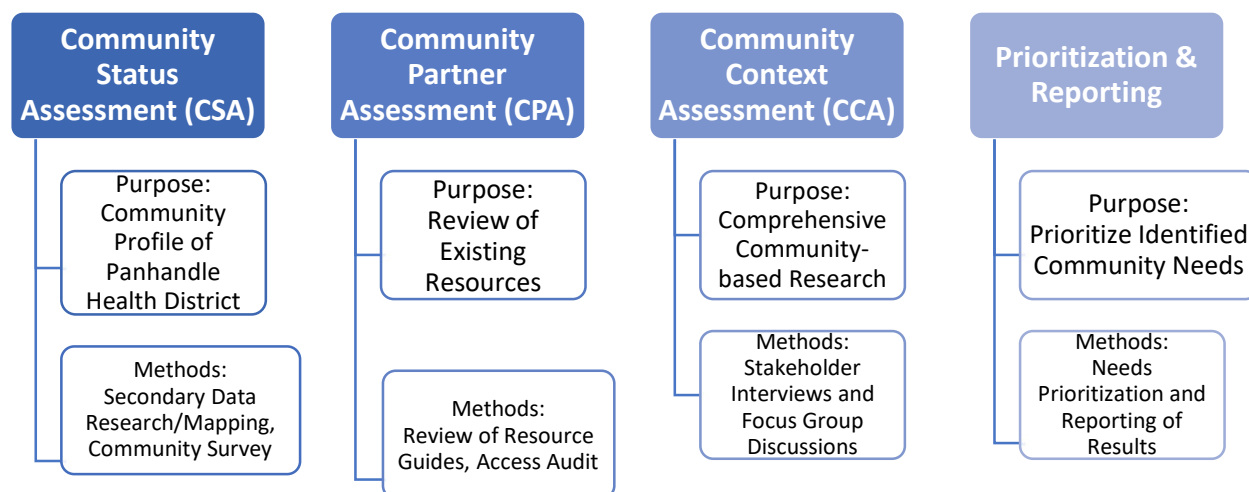 Community
Status
Assessment (CSA)
Purpose:
Community
Profile of
Panhandle
Health District
Methods:
Secondary Data
Research/Mapping,
Community Survey
Community
Partner
Assessment (CPA)
Purpose:
Review of
Existing
Resources
Methods:
Review of Resource
Guides, Access Audit
Community
Context
Assessment (CCA)
Purpose:
Comprehensive
Community-
based Research
Methods:
Stakeholder
Interviews and
Focus Group
Discussions
Prioritization &
Reporting
Purpose:
Prioritize Identified
Community Needs
Methods:
Needs
Prioritization and
Reporting of
Results